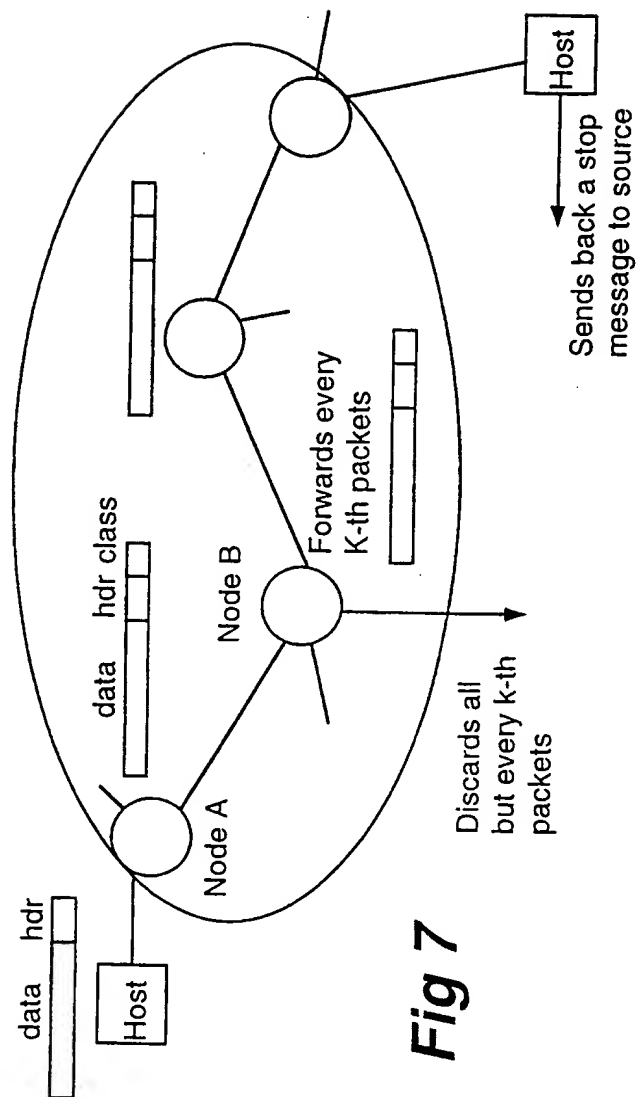 data hdr
Host
Node A
data hdr class
Node B
Forwards every
K-th packets
Discards all
but every k-th
packets
Host
Sends back a stop
message to source
Fig 7